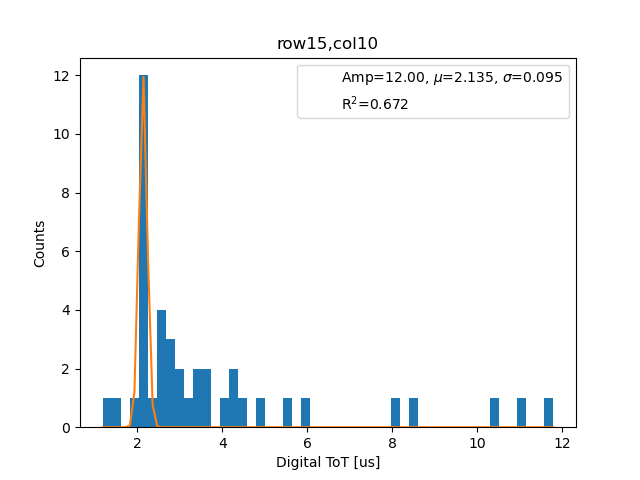 row15,col10
Amp=12.00, μ=2.135, σ=0.095
R²=0.672
12
10
8
6
4
2
0
Counts
2 4 6 8 10 12
Digital ToT [us]